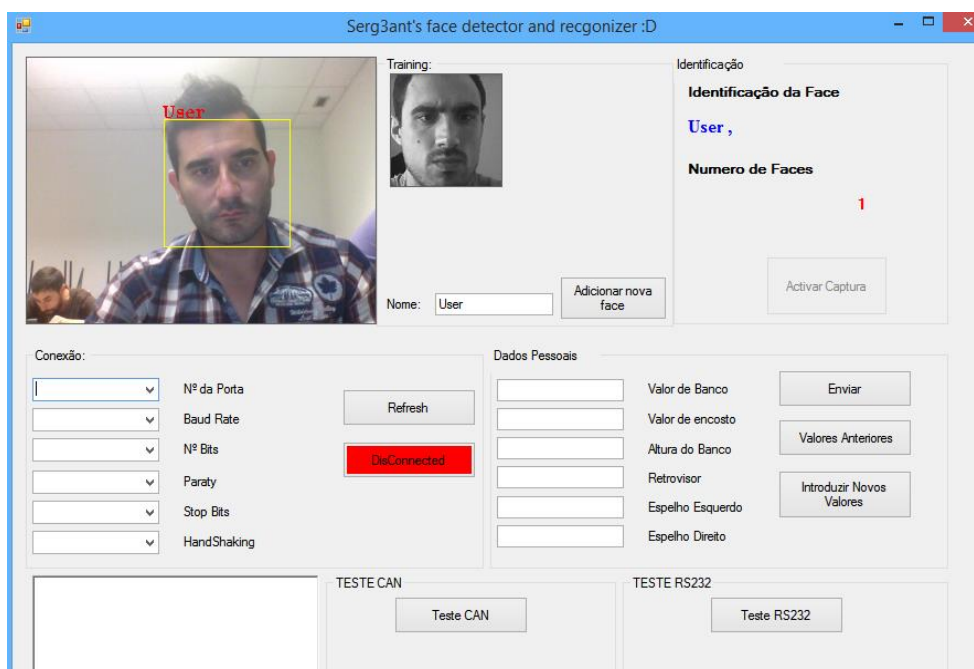 Serg3ant's face detector and recgonizer :D
User
Training:
Nome:
User
Adicionar nova
face
Identificação
Identificação da Face
User ,
Numero de Faces
1
Activar Captura
Conexão:
Nº da Porta
Baud Rate
Nº Bits
Paraty
Stop Bits
HandShaking
Refresh
DisConnected
Dados Pessoais
Valor de Banco
Valor de encosto
Altura do Banco
Retrovisor
Espelho Esquerdo
Espelho Direito
Enviar
Valores Anteriores
Introduzir Novos
Valores
TESTE CAN
Teste CAN
TESTE RS232
Teste RS232